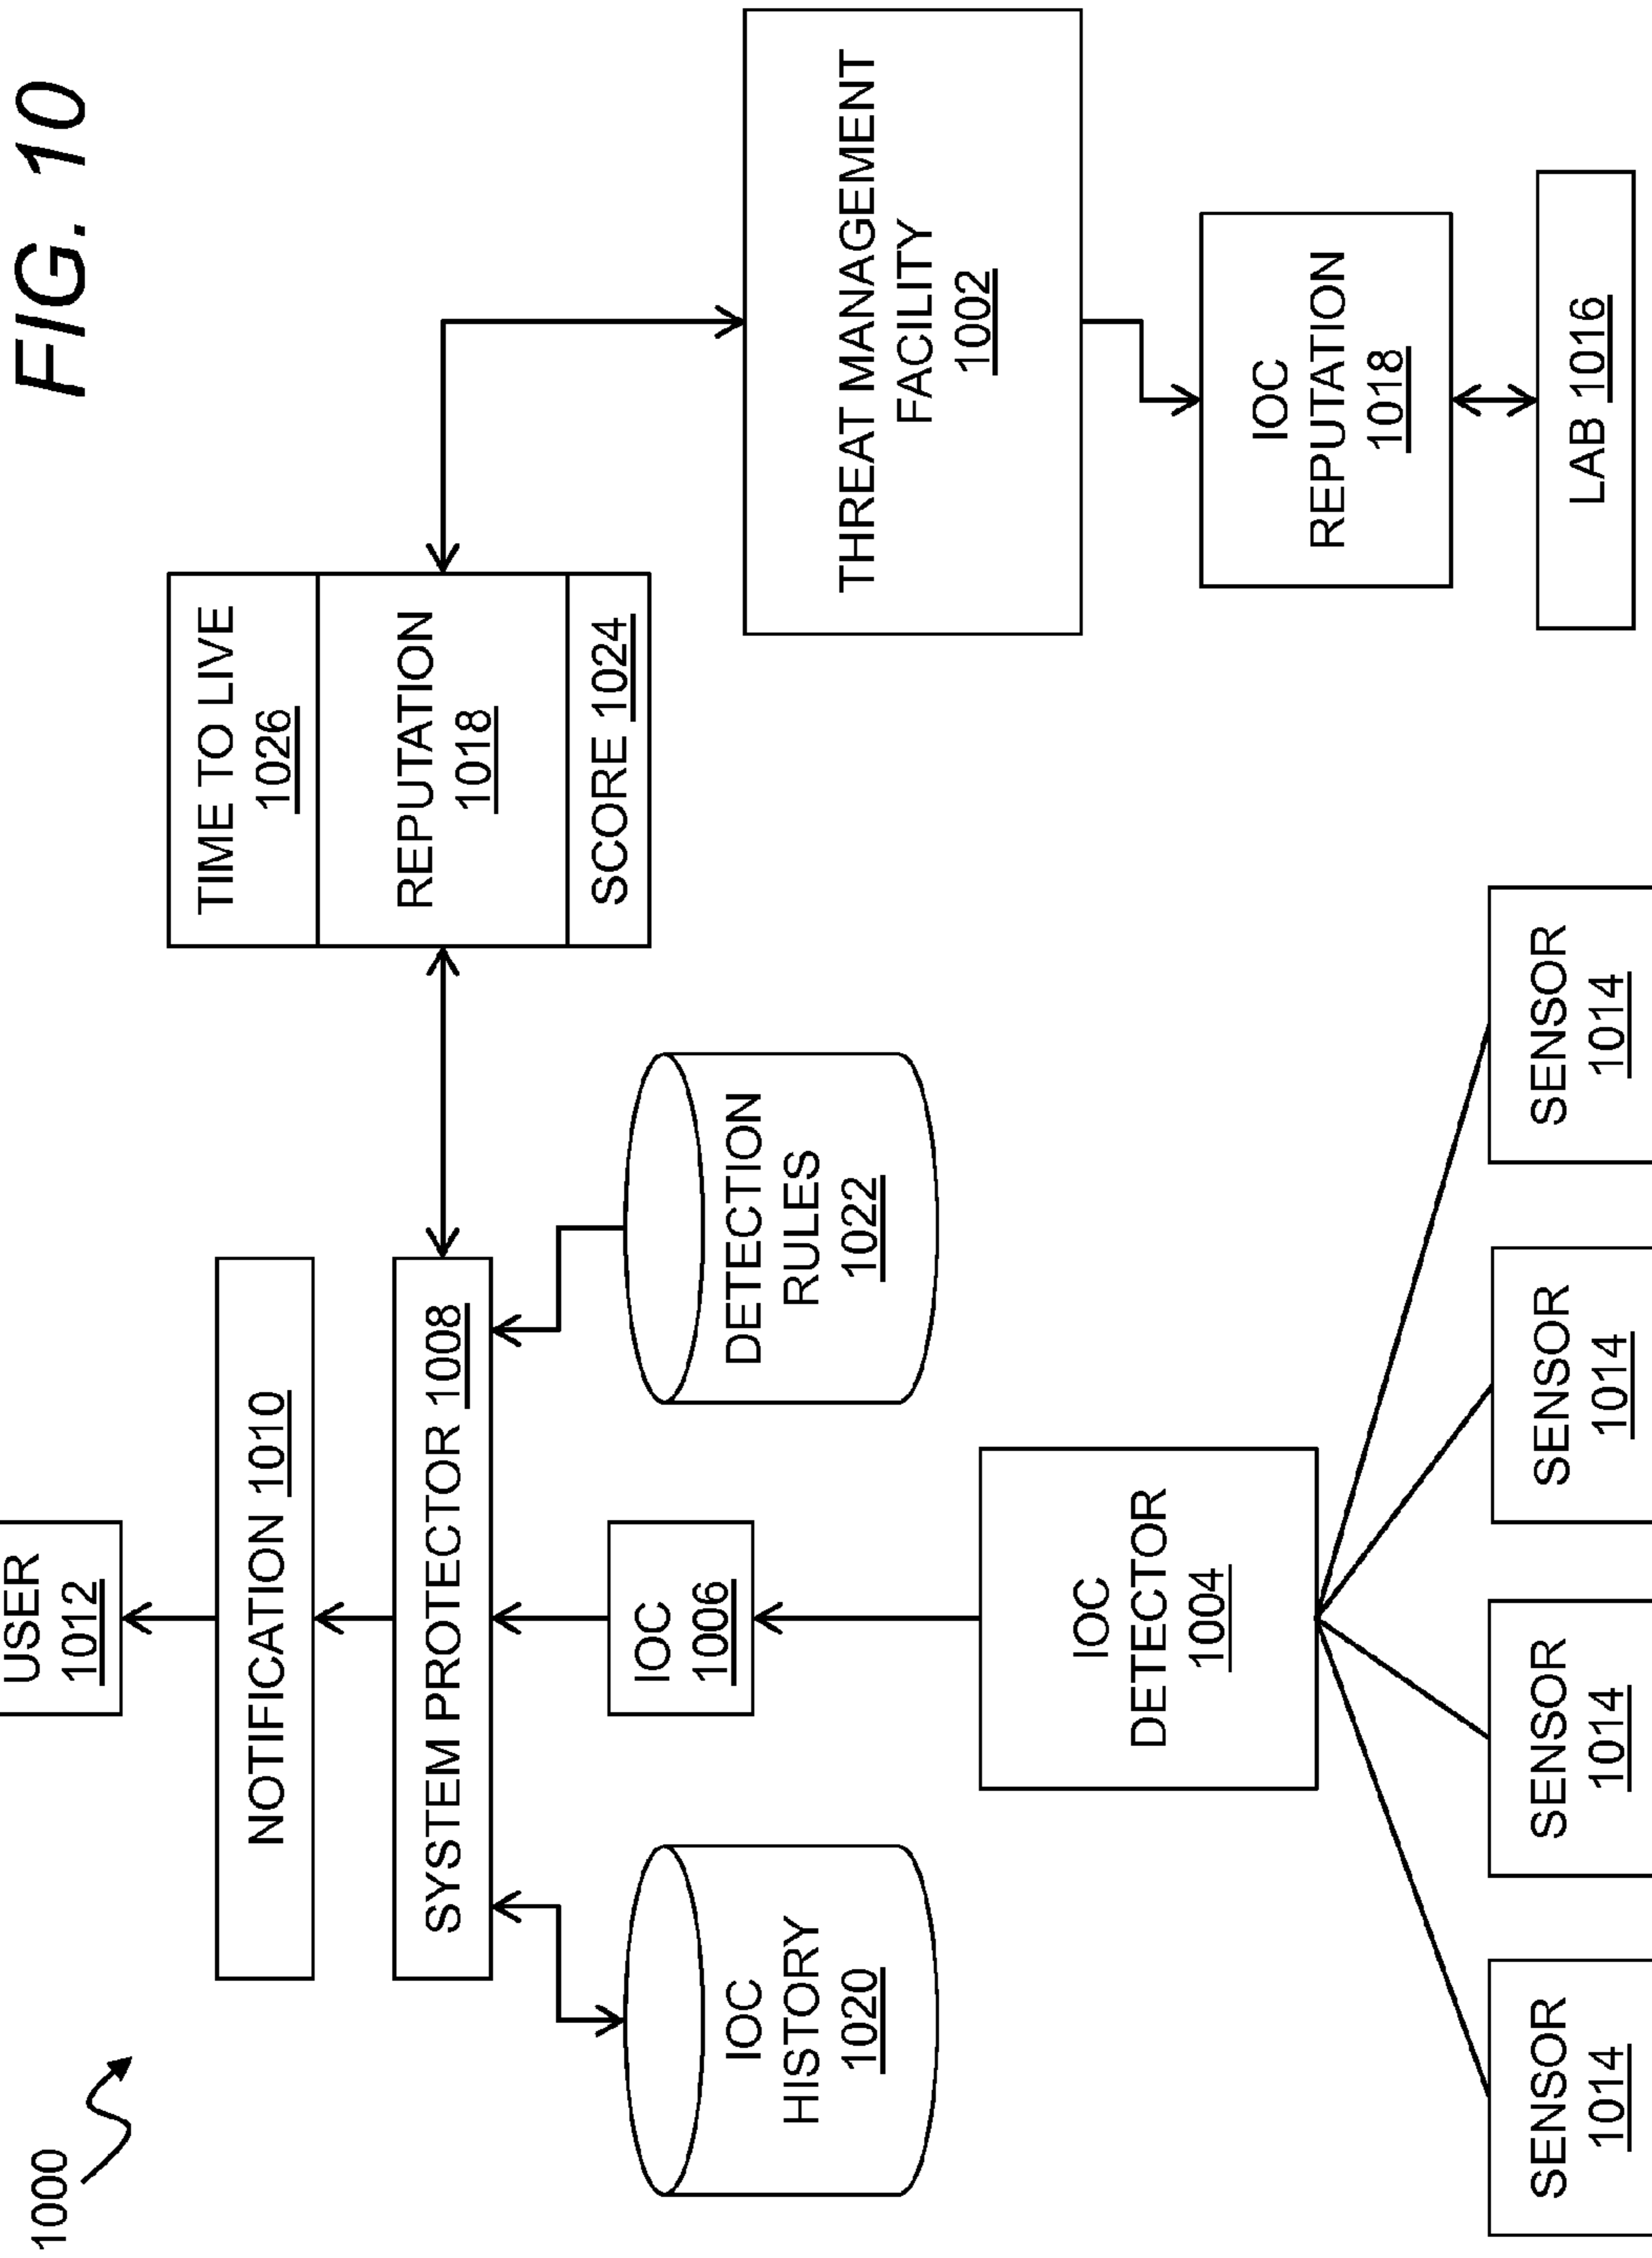 FIG. 10
1000
USER
1012
NOTIFICATION 1010
SYSTEM PROTECTOR 1008
TIME TO LIVE
1026
REPUTATION
1018
SCORE 1024
IOC
HISTORY
1020
IOC
1006
DETECTION
RULES
1022
THREAT MANAGEMENT
FACILITY
1002
IOC
DETECTOR
1004
IOC
REPUTATION
1018
SENSOR
1014
SENSOR
1014
SENSOR
1014
SENSOR
1014
LAB 1016